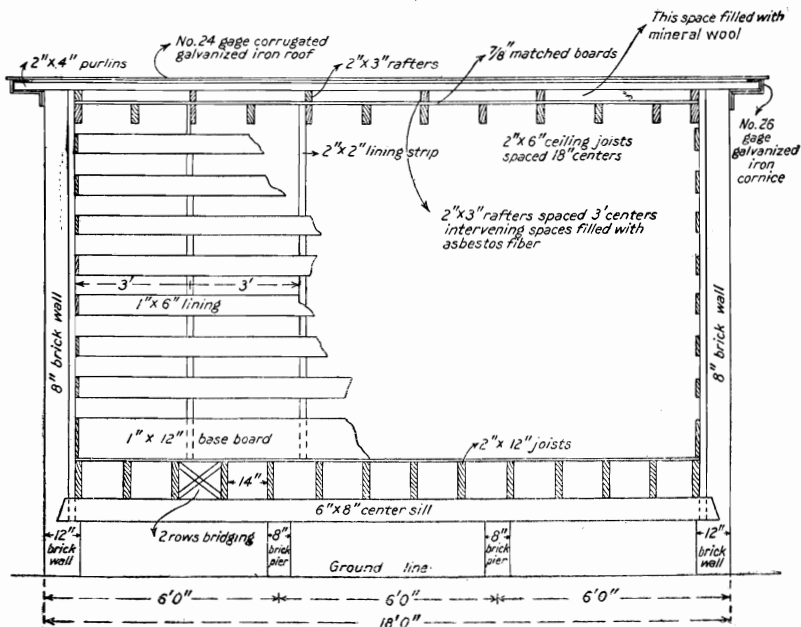 This space filled with
mineral wool
No. 24 gage corrugated
galvanized iron roof
7/8" matched boards
2"x4" purlins
2"x3" rafters
No. 26
gage
galvanized
iron
cornice
2"x6" ceiling joists
spaced 18" centers
2"x2" lining strip
2"x3" rafters spaced 3' centers
intervening spaces filled with
asbestos fiber
3' 3'
1"x6" lining
8" brick wall
8" brick wall
1" x 12" base board
2"x 12" joists
14"
6"x8" center sill
2 rows bridging
12"
brick
wall
8"
brick
pier
Ground line
8"
brick
pier
12"
brick
wall
6'0" 6'0" 6'0"
18'0"